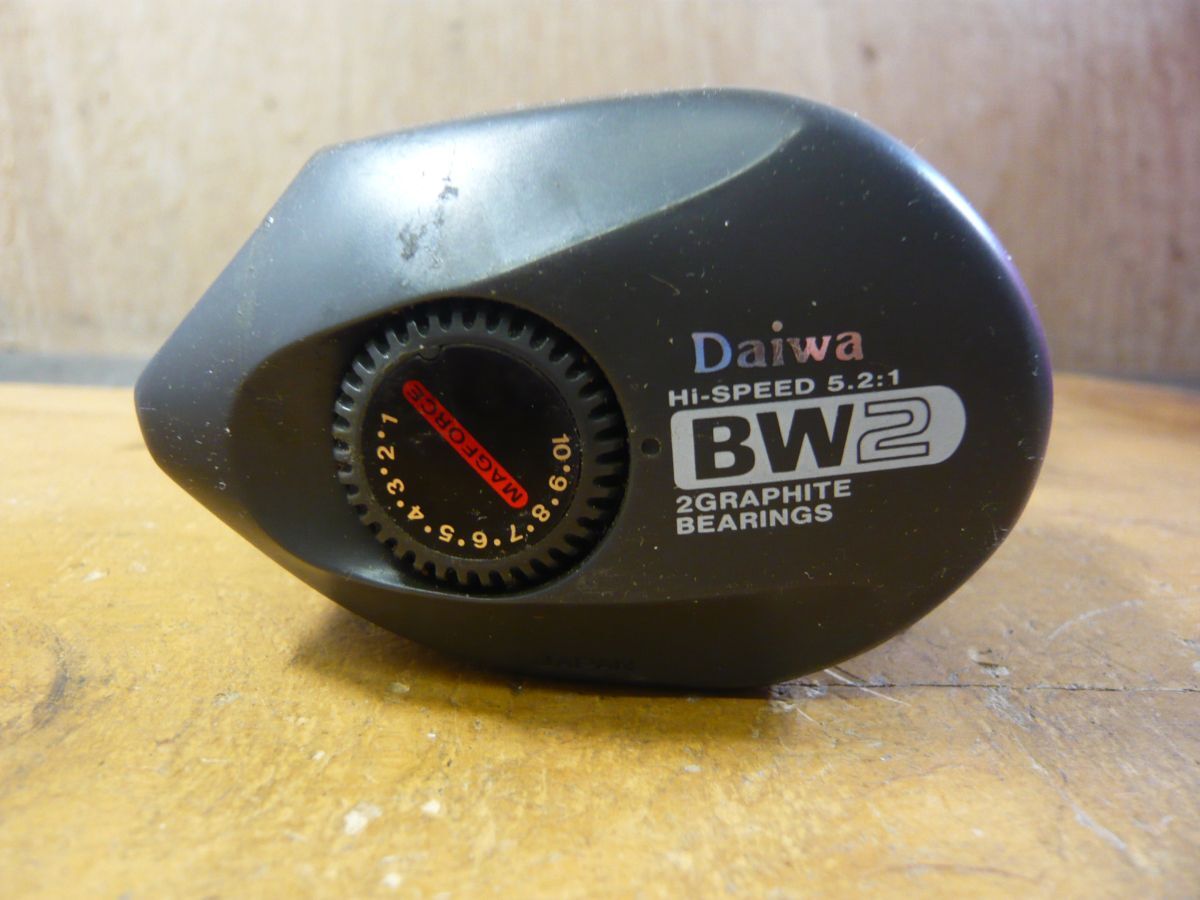 Daiwa
Hi-SPEED 5.2:1
BW2
2GRAPHITE
BEARINGS
MAGFORCE
1•2•3•4•5•6•7•8•9•10
JAPAN